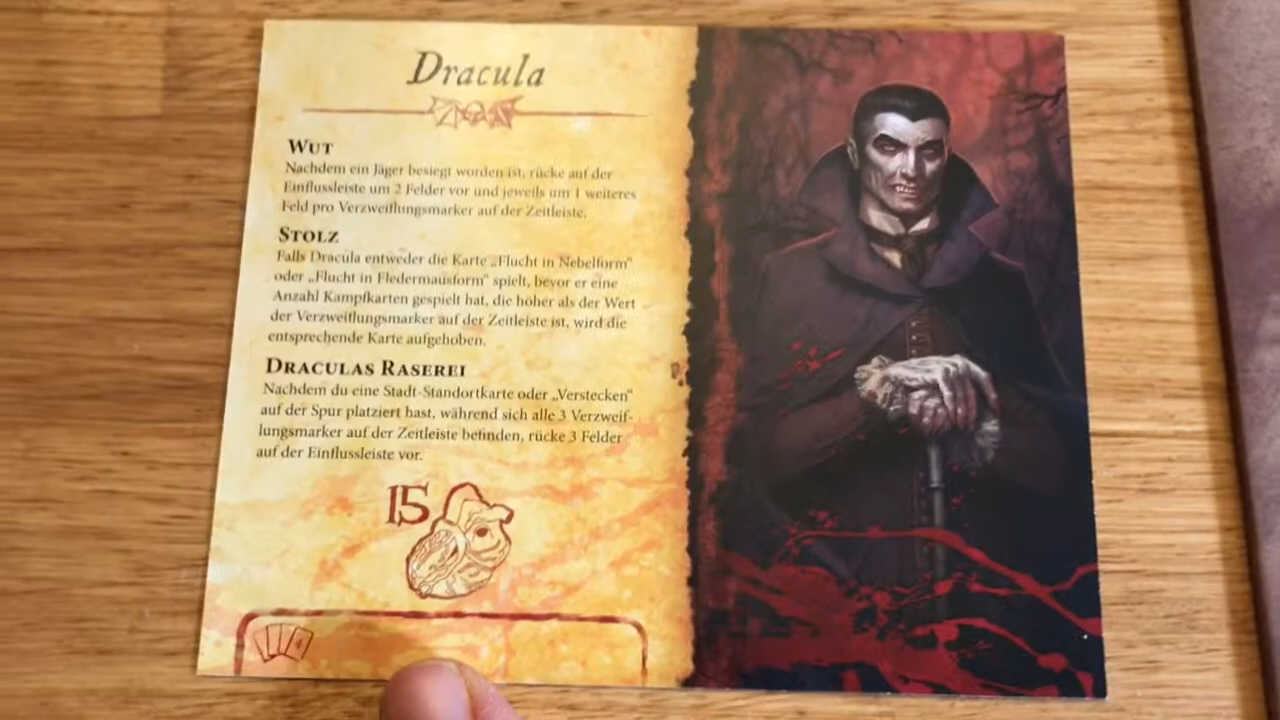 Dracula
Wut
Nachdem ein Jäger besiegt worden ist, rücke auf der
Einflussleiste um 2 Felder vor und jeweils um 1 weiteres
Feld pro Verzweiflungsmarker auf der Zeitleiste.
Stolz
Falls Dracula entweder die Karte „Flucht in Nebelform“
oder „Flucht in Fledermausform“ spielt, bevor er eine
Anzahl Kampfkarten gespielt hat, die höher als der Wert
der Verzweiflungsmarker auf der Zeitleiste ist, wird die
entsprechende Karte aufgehoben.
Draculas Raserei
Nachdem du eine Stadt-Standortkarte oder „Verstecken“
auf der Spur platziert hast, während sich alle 3 Verzweif-
lungsmarker auf der Zeitleiste befinden, rücke 3 Felder
auf der Einflussleiste vor.
15